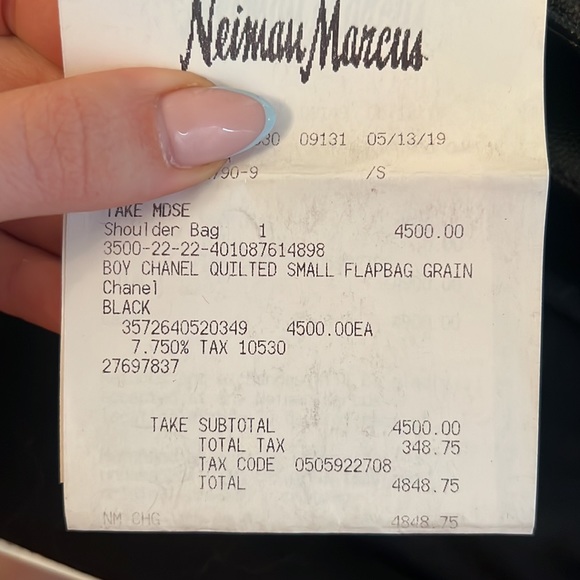 Neiman Marcus
30 09131 05/13/19
790-9 /S
TAKE MDSE
Shoulder Bag 1 4500.00
3500-22-22-401087614898
BOY CHANEL QUILTED SMALL FLAPBAG GRAIN
Chanel
BLACK
3572640520349 4500.00EA
7.750% TAX 10530
27697837
TAKE SUBTOTAL 4500.00
TOTAL TAX 348.75
TAX CODE 0505922708
TOTAL 4848.75
NM CHG 4848.75